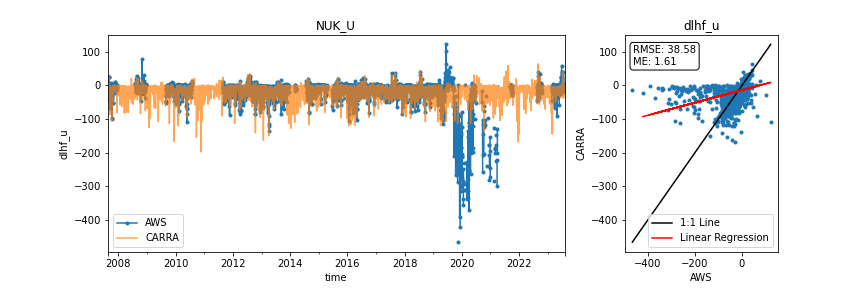 NUK_U
dlhf_u
100
0
−100
−200
−300
−400
dlhf_u
AWS
CARRA
2008
2010
2012
2014
2016
2018
2020
2022
time
dlhf_u
RMSE: 38.58
ME: 1.61
100
0
−100
−200
−300
−400
CARRA
1:1 Line
Linear Regression
−400
−200
0
AWS